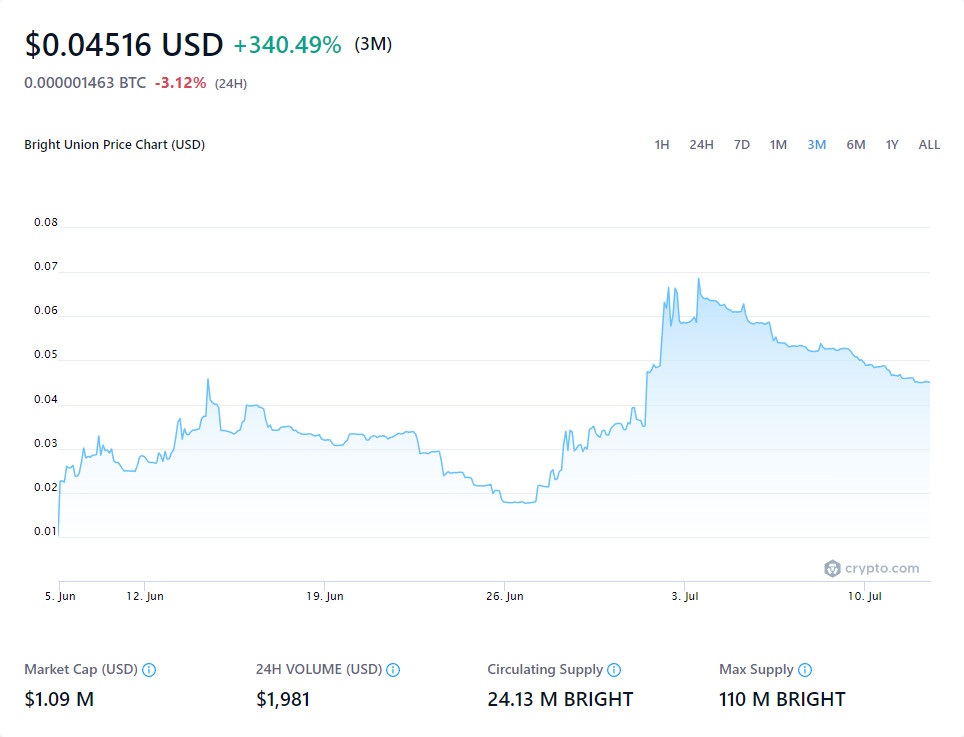 $0.04516 USD +340.49% (3M)
0.000001463 BTC -3.12% (24H)
Bright Union Price Chart (USD) 1H 24H 7D 1M 3M 6M 1Y ALL
0.08
0.07
0.06
0.05
0.04
0.03
0.02
0.01
crypto.com
5. Jun 12. Jun 19. Jun 26. Jun 3. Jul 10. Jul
Market Cap (USD) 24H VOLUME (USD) Circulating Supply Max Supply
$1.09 M $1,981 24.13 M BRIGHT 110 M BRIGHT